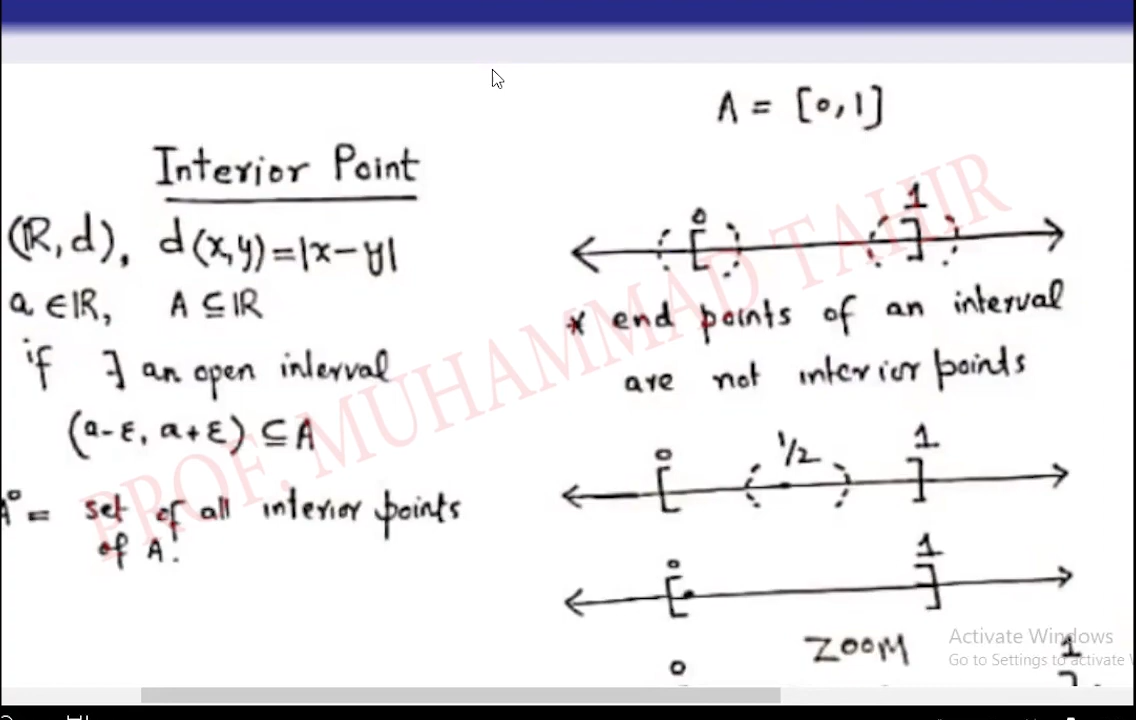 Interior Point
(ℝ, d), d(x,y)=|x-y|
a ∈ ℝ, A ⊆ ℝ
if ∃ an open interval
(a-ε, a+ε) ⊆ A
A° = set of all interior points
of A.
A = [0,1]
0 1
* end points of an interval
are not interior points
0 1/2 1
0 1
ZOOM
0 1
PROF. MUHAMMAD TAHIR
Activate Windows
Go to Settings to activate